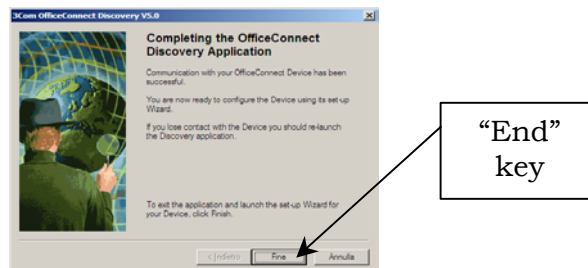 3Com OfficeConnect Discovery V5.0
Completing the OfficeConnect
Discovery Application
Communication with your OfficeConnect Device has been
successful.
You are now ready to configure the Device using its set-up
Wizard.
If you lose contact with the Device you should re-launch
the Discovery application.
To exit the application and launch the set-up Wizard for
your Device, click Finish.
< Indietro
Fine
Annulla
“End”
key